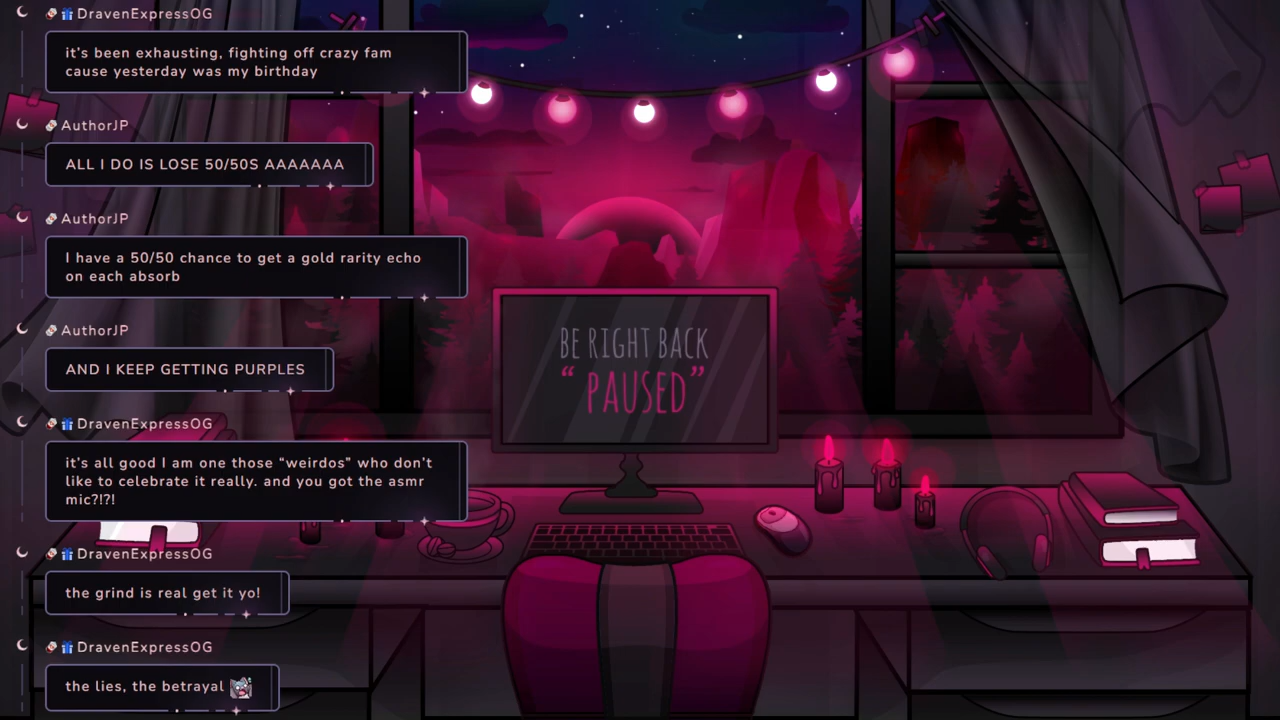 DravenExpressOG
it's been exhausting, fighting off crazy fam
cause yesterday was my birthday
AuthorJP
ALL I DO IS LOSE 50/50S AAAAAAA
AuthorJP
I have a 50/50 chance to get a gold rarity echo
on each absorb
AuthorJP
AND I KEEP GETTING PURPLES
DravenExpressOG
it's all good I am one those “weirdos” who don't
like to celebrate it really. and you got the asmr
mic?!?!
DravenExpressOG
the grind is real get it yo!
DravenExpressOG
the lies, the betrayal
BE RIGHT BACK
“ PAUSED”